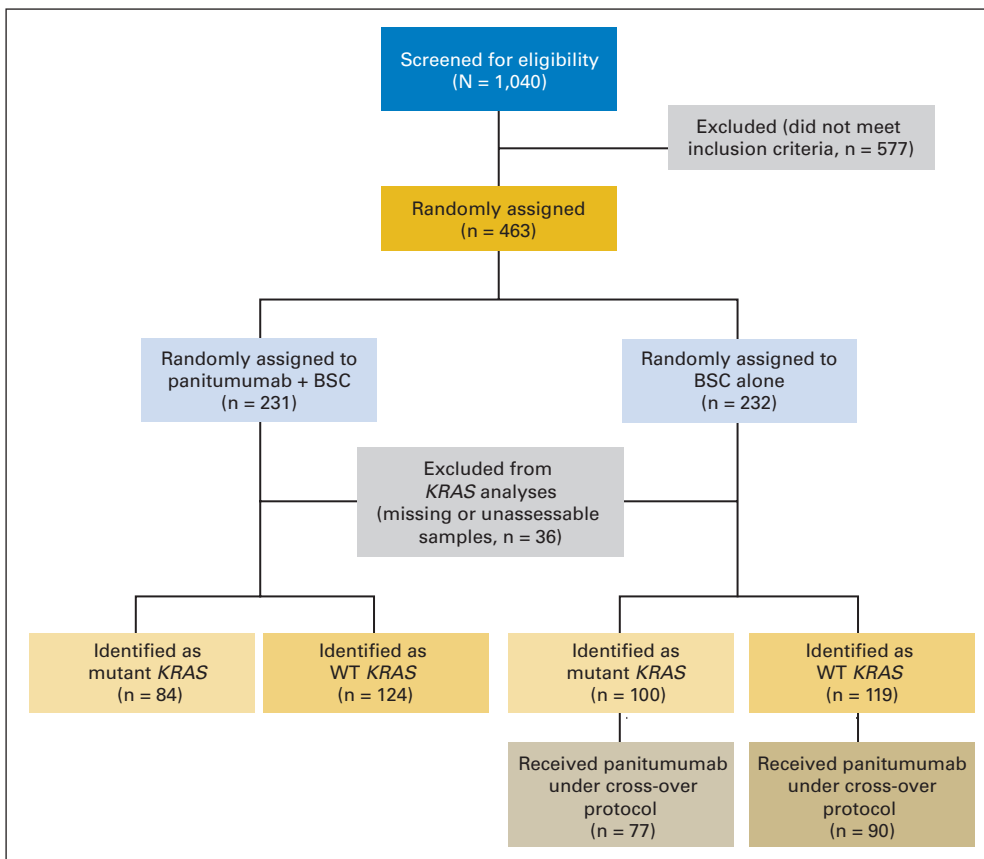 Screened for eligibility
(N = 1,040)
Excluded (did not meet
inclusion criteria, n = 577)
Randomly assigned
(n = 463)
Randomly assigned to
panitumumab + BSC
(n = 231)
Randomly assigned to
BSC alone
(n = 232)
Excluded from
KRAS analyses
(missing or unassessable
samples, n = 36)
Identified as
mutant KRAS
(n = 84)
Identified as
WT KRAS
(n = 124)
Identified as
mutant KRAS
(n = 100)
Identified as
WT KRAS
(n = 119)
Received panitumumab
under cross-over
protocol
(n = 77)
Received panitumumab
under cross-over
protocol
(n = 90)